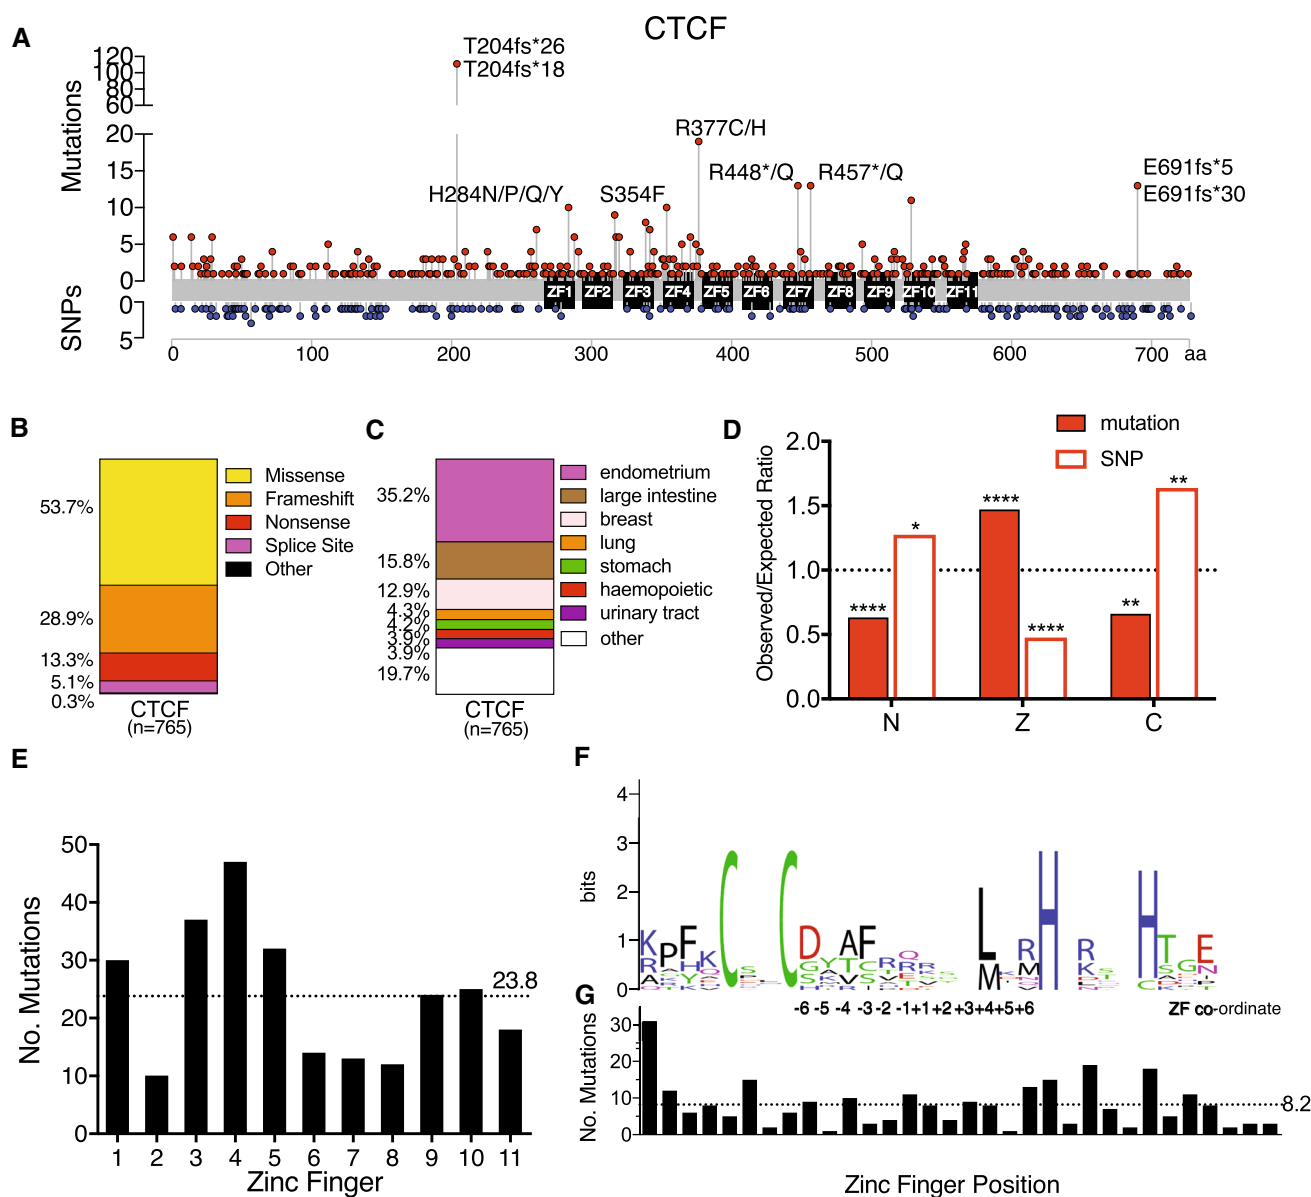 CTCF
A
Mutations
120
100
80
60
20
15
10
5
0
SNPs
0
5
T204fs*26
T204fs*18
R377C/H
R448*/Q
R457*/Q
E691fs*5
E691fs*30
H284N/P/Q/Y
S354F
ZF1 ZF2 ZF3 ZF4 ZF5 ZF6 ZF7 ZF8 ZF9 ZF10 ZF11
0 100 200 300 400 500 600 700 aa
B
53.7%
28.9%
13.3%
5.1%
0.3%
Missense
Frameshift
Nonsense
Splice Site
Other
CTCF
(n=765)
C
35.2%
15.8%
12.9%
4.3%
4.2%
3.9%
3.9%
19.7%
endometrium
large intestine
breast
lung
stomach
haemopoietic
urinary tract
other
CTCF
(n=765)
D
mutation
SNP
Observed/Expected Ratio
2.0
1.5
1.0
0.5
0.0
****
*
****
****
**
**
N Z C
E
No. Mutations
50
40
30
20
10
0
23.8
1 2 3 4 5 6 7 8 9 10 11
Zinc Finger
F
bits
4
3
2
1
0
K P F K C C D A F L R H R H T E
-6 -5 -4 -3 -2 -1 +1 +2 +3 +4 +5 +6
ZF co-ordinate
G
No. Mutations
30
20
10
0
8.2
Zinc Finger Position